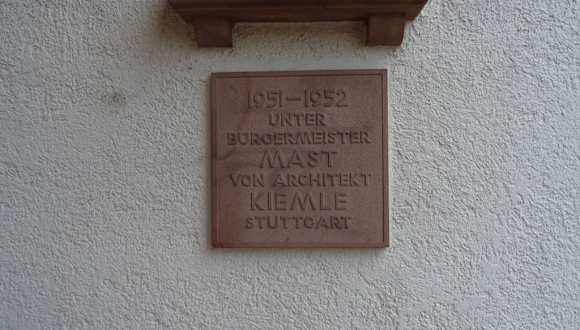 1951-1952
UNTER
BÜRGERMEISTER
MAST
VON ARCHITEKT
KIEMLE
STUTTGART